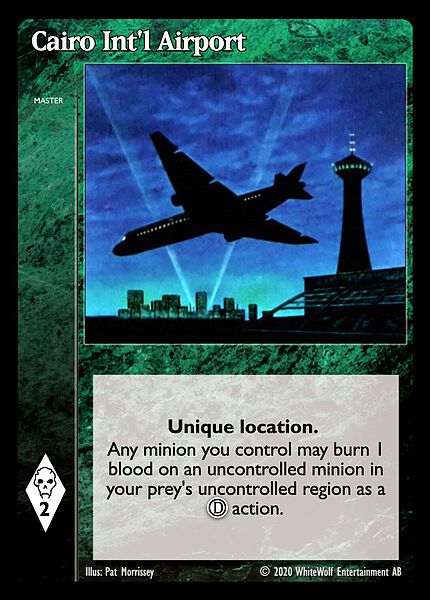 Cairo Int'l Airport
MASTER
Unique location.
Any minion you control may burn 1
blood on an uncontrolled minion in
your prey's uncontrolled region as a
Ⓓ action.
2
Illus: Pat Morrissey
© 2020 WhiteWolf Entertainment AB